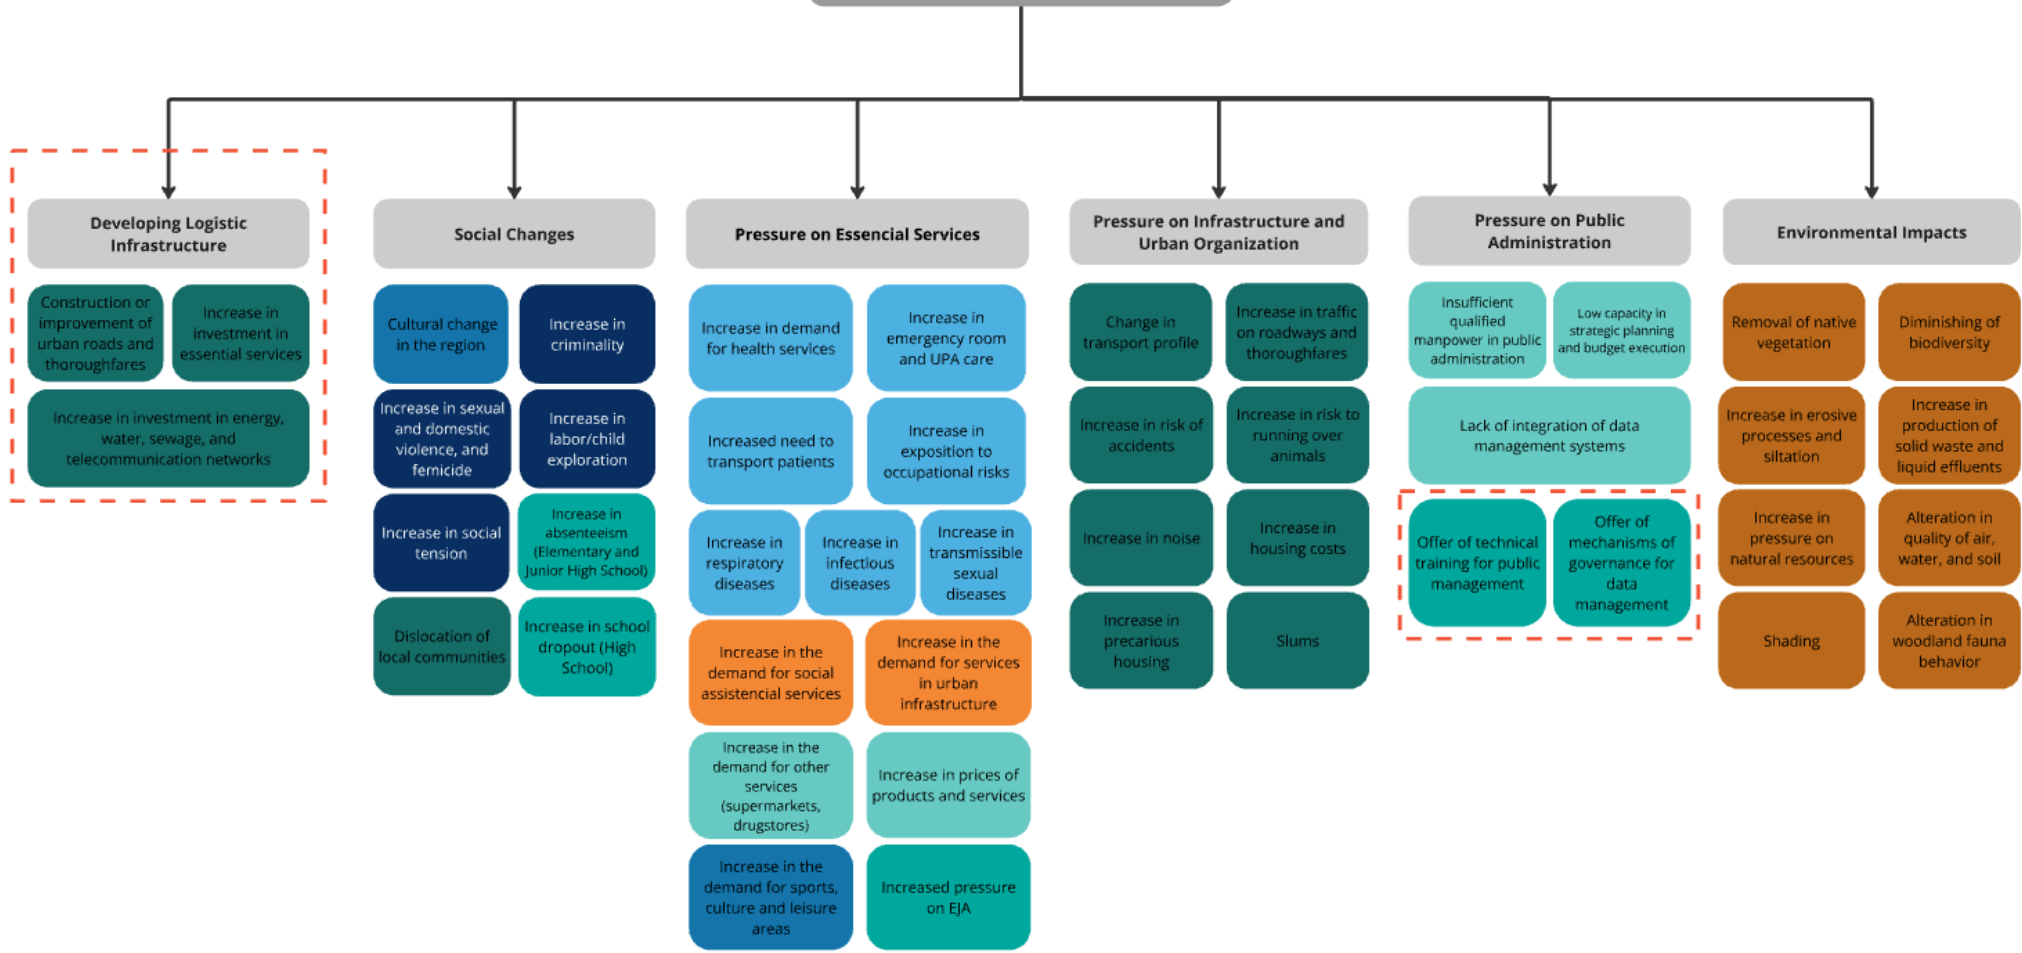 Developing Logistic
Infrastructure
Construction or
improvement of
urban roads and
thoroughfares
Increase in
investment in
essential services
Increase in investment in energy,
water, sewage, and
telecommunication networks
Social Changes
Cultural change
in the region
Increase in
criminality
Increase in sexual
and domestic
violence, and
femicide
Increase in
labor/child
exploration
Increase in social
tension
Increase in
absenteeism
(Elementary and
Junior High School)
Dislocation of
local communities
Increase in school
dropout (High
School)
Pressure on Essencial Services
Increase in demand
for health services
Increase in
emergency room
and UPA care
Increased need to
transport patients
Increase in
exposition to
occupational risks
Increase in
respiratory
diseases
Increase in
infectious
diseases
Increase in
transmissible
sexual
diseases
Increase in the
demand for social
assistencial services
Increase in the
demand for services
in urban
infrastructure
Increase in the
demand for other
services
(supermarkets,
drugstores)
Increase in prices of
products and services
Increase in the
demand for sports,
culture and leisure
areas
Increased pressure
on EJA
Pressure on Infrastructure and
Urban Organization
Change in
transport profile
Increase in traffic
on roadways and
thoroughfares
Increase in risk of
accidents
Increase in risk to
running over
animals
Increase in noise
Increase in
housing costs
Increase in
precarious
housing
Slums
Pressure on Public
Administration
Insufficient
qualified
manpower in public
administration
Low capacity in
strategic planning
and budget execution
Lack of integration of data
management systems
Offer of technical
training for public
management
Offer of
mechanisms of
governance for
data
management
Environmental Impacts
Removal of native
vegetation
Diminishing of
biodiversity
Increase in erosive
processes and
siltation
Increase in
production of
solid waste and
liquid effluents
Increase in
pressure on
natural resources
Alteration in
quality of air,
water, and soil
Shading
Alteration in
woodland fauna
behavior